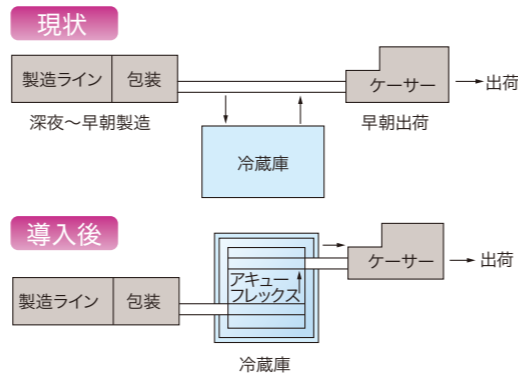 現状
製造ライン
包装
ケーサー
出荷
深夜～早朝製造
早朝出荷
冷蔵庫
導入後
アキュー
フレックス
ケーサー
出荷
製造ライン
包装
冷蔵庫